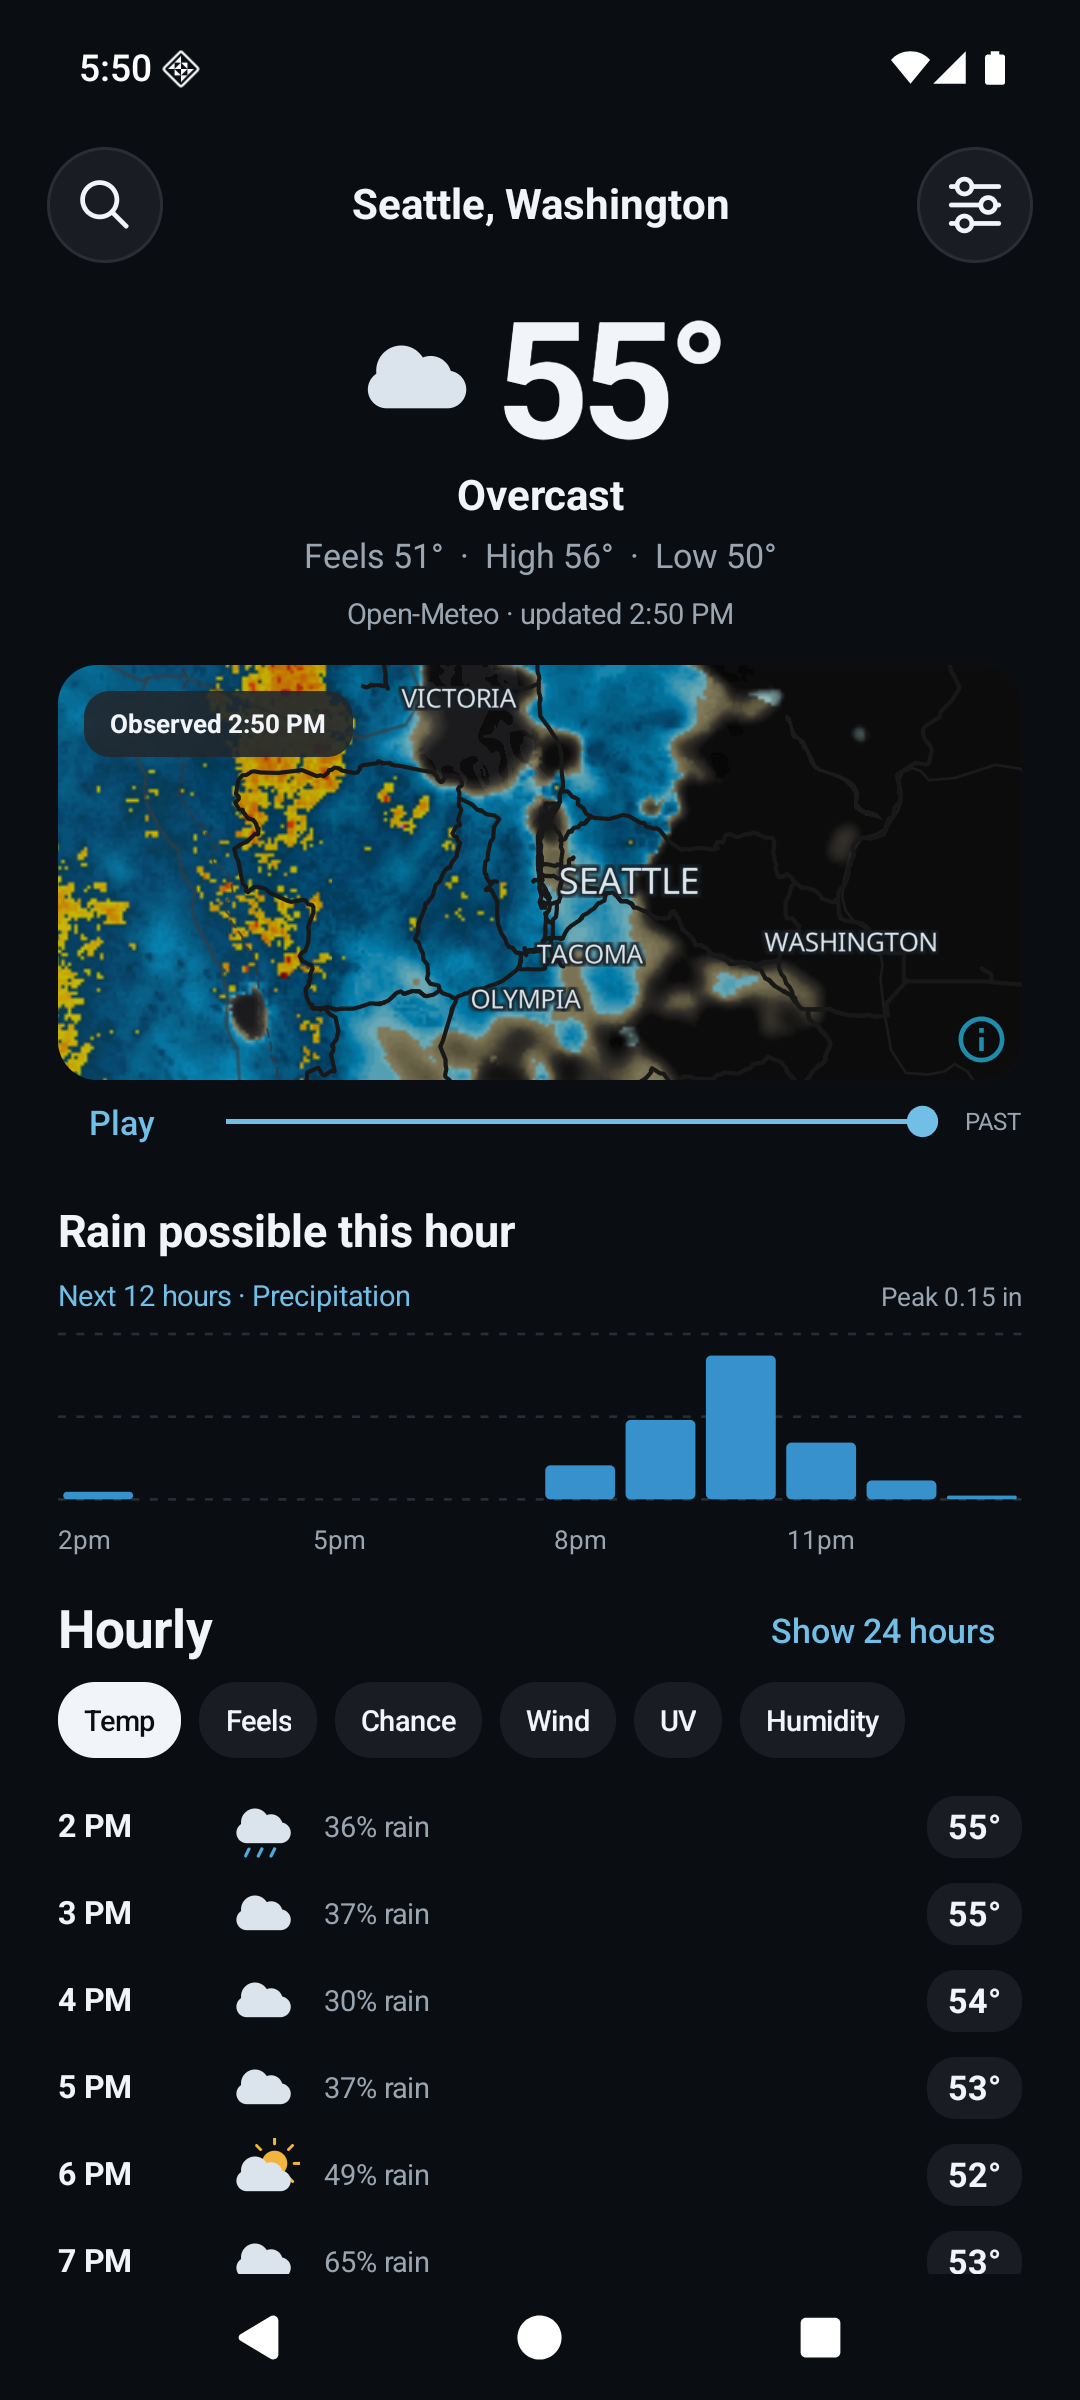 5:50
Seattle, Washington
55°
Overcast
Feels 51° · High 56° · Low 50°
Open-Meteo · updated 2:50 PM
Observed 2:50 PM
VICTORIA
SEATTLE
TACOMA
WASHINGTON
OLYMPIA
Play
PAST
Rain possible this hour
Next 12 hours · Precipitation
Peak 0.15 in
2pm 5pm 8pm 11pm
Hourly
Show 24 hours
Temp Feels Chance Wind UV Humidity
2 PM 36% rain 55°
3 PM 37% rain 55°
4 PM 30% rain 54°
5 PM 37% rain 53°
6 PM 49% rain 52°
7 PM 65% rain 53°